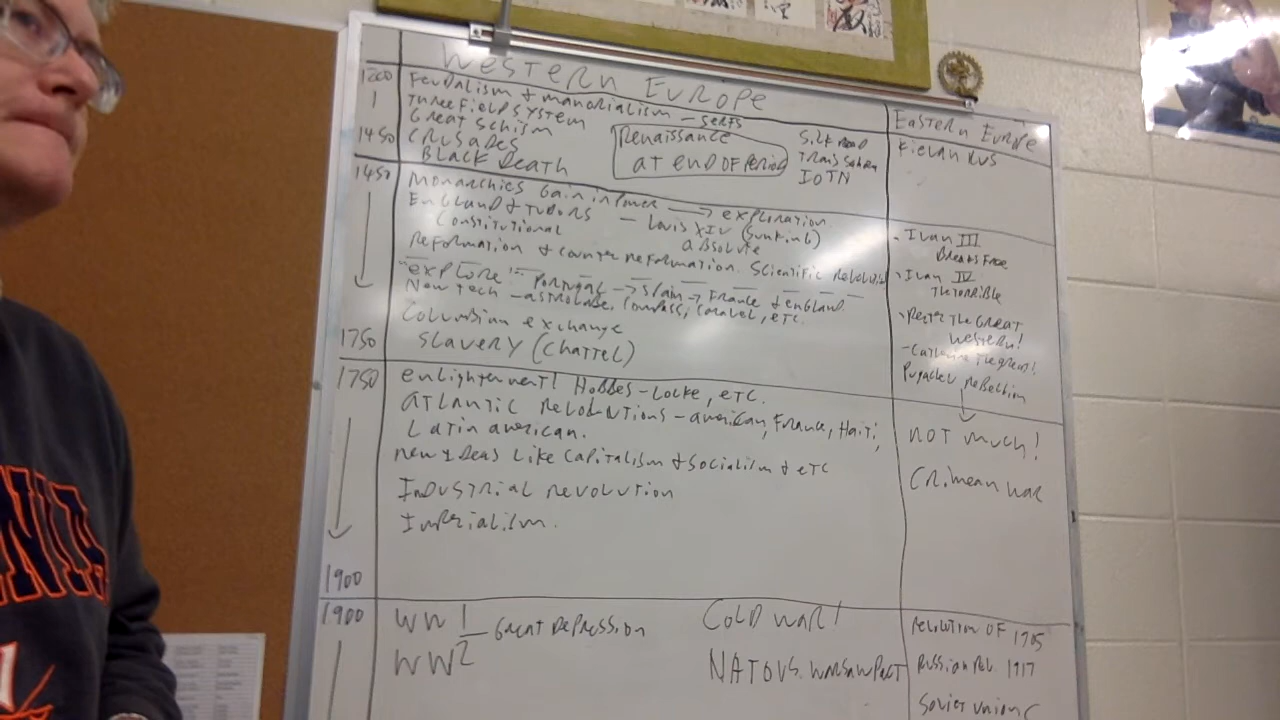 Western Europe
1200
1
1450
Feudalism & manorialism - serfs
Three Field System
Great Schism
Crusades
Black Death
Renaissance
at end of Period
Silk Road
Trans Sahara
IOTN
Eastern Europe
Kievan Rus
1450
1750
Monarchies Gain in Power → exploration
England & Tudors - Louis XIV (Sun King)
Constitutional absolute
Reformation & counter reformation. Scientific Revolution
"explore" - Portugal → Spain → France & England
New Tech - astrolabe, Compass, Caravel, etc.
Columbian exchange
Slavery (Chattel)
Ivan III
Breaks Free
Ivan IV
The Terrible
Peter The Great
Western!
- Catherine The great!
Pugachev rebellion
1750
1900
enlightenment! Hobbes - Locke, etc.
Atlantic Revolutions - american, France, Haiti,
Latin american.
new Ideas Like Capitalism & Socialism & etc
Industrial revolution
Imperialism.
Not much!
Crimean War
1900
WW1 - Great Depression
WW2
Cold War!
NATO vs. Warsaw Pact
Revolution OF 1905
Russian Rev. 1917
Soviet Union C
NIA